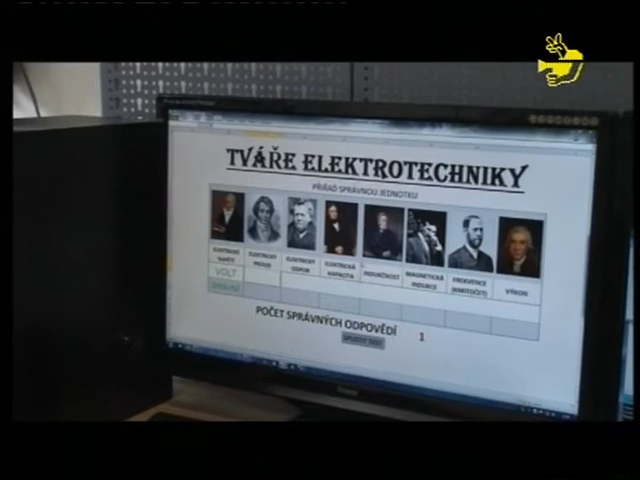 TVÁŘE ELEKTROTECHNIKY
PŘIŘAĎ SPRÁVNOU JEDNOTKU
ELEKTRICKÉ NAPĚTÍ ELEKTRICKÝ PROUD ELEKTRICKÝ ODPOR ELEKTRICKÁ KAPACITA INDUKČNOST MAGNETICKÁ INDUKCE FREKVENCE (KMITOČET) VÝKON
VOLT
SPRÁVNĚ
POČET SPRÁVNÝCH ODPOVĚDÍ 1